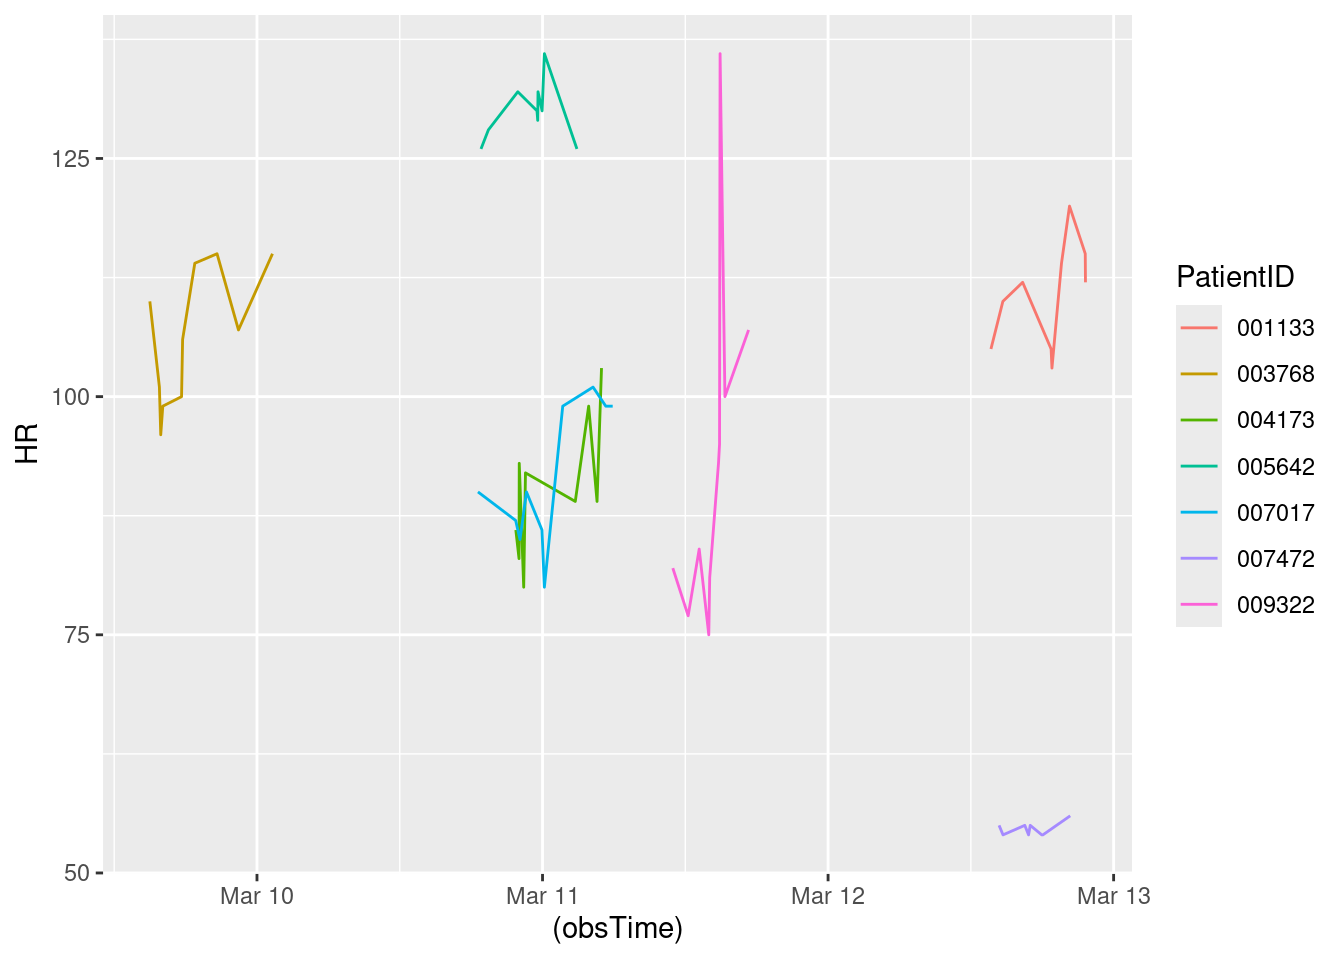 125
100
75
50
HR
Mar 10
Mar 11
Mar 12
Mar 13
(obsTime)
PatientID
001133
003768
004173
005642
007017
007472
009322